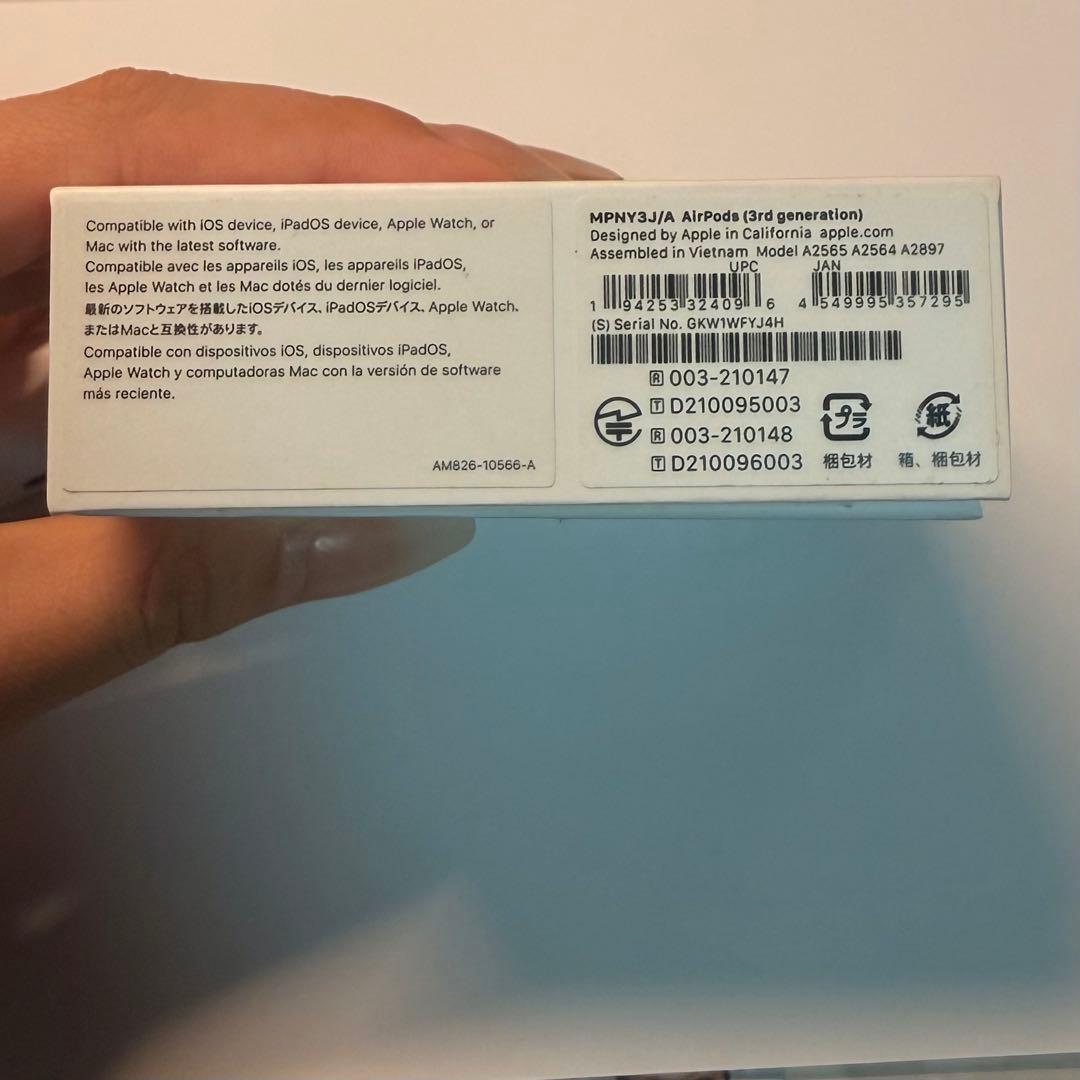 Compatible with iOS device, iPadOS device, Apple Watch, or
Mac with the latest software.
Compatible avec les appareils iOS, les appareils iPadOS,
les Apple Watch et les Mac dotés du dernier logiciel.
最新のソフトウェアを搭載したiOSデバイス、iPadOSデバイス、Apple Watch、
またはMacと互換性があります。
Compatible con dispositivos iOS, dispositivos iPadOS,
Apple Watch y computadoras Mac con la versión de software
más reciente.
AM826-10566-A
MPNY3J/A AirPods (3rd generation)
Designed by Apple in California apple.com
Assembled in Vietnam Model A2565 A2564 A2897
UPC JAN
1 94253 32409 6 4 549995 357295
(S) Serial No. GKW1WFYJ4H
R 003-210147
T D210095003
R 003-210148
T D210096003
プラ
梱包材
紙
箱、梱包材